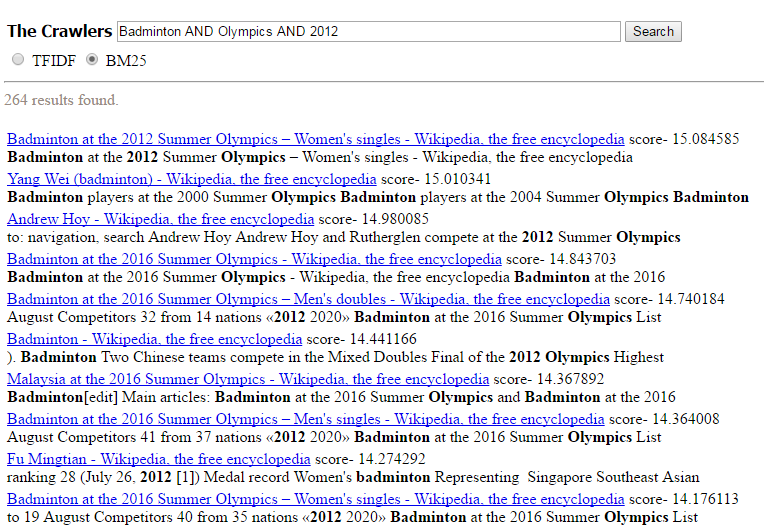 The Crawlers Badminton AND Olympics AND 2012 Search
TFIDF BM25
264 results found.
Badminton at the 2012 Summer Olympics – Women's singles - Wikipedia, the free encyclopedia score- 15.084585
Badminton at the 2012 Summer Olympics – Women's singles - Wikipedia, the free encyclopedia
Yang Wei (badminton) - Wikipedia, the free encyclopedia score- 15.010341
Badminton players at the 2000 Summer Olympics Badminton players at the 2004 Summer Olympics Badminton
Andrew Hoy - Wikipedia, the free encyclopedia score- 14.980085
to: navigation, search Andrew Hoy Andrew Hoy and Rutherglen compete at the 2012 Summer Olympics
Badminton at the 2016 Summer Olympics - Wikipedia, the free encyclopedia score- 14.843703
Badminton at the 2016 Summer Olympics - Wikipedia, the free encyclopedia Badminton at the 2016
Badminton at the 2016 Summer Olympics – Men's doubles - Wikipedia, the free encyclopedia score- 14.740184
August Competitors 32 from 14 nations «2012 2020» Badminton at the 2016 Summer Olympics List
Badminton - Wikipedia, the free encyclopedia score- 14.441166
). Badminton Two Chinese teams compete in the Mixed Doubles Final of the 2012 Olympics Highest
Malaysia at the 2016 Summer Olympics - Wikipedia, the free encyclopedia score- 14.367892
Badminton[edit] Main articles: Badminton at the 2016 Summer Olympics and Badminton at the 2016
Badminton at the 2016 Summer Olympics – Men's singles - Wikipedia, the free encyclopedia score- 14.364008
August Competitors 41 from 37 nations «2012 2020» Badminton at the 2016 Summer Olympics List
Fu Mingtian - Wikipedia, the free encyclopedia score- 14.274292
ranking 28 (July 26, 2012 [1]) Medal record Women's badminton Representing Singapore Southeast Asian
Badminton at the 2016 Summer Olympics – Women's singles - Wikipedia, the free encyclopedia score- 14.176113
to 19 August Competitors 40 from 35 nations «2012 2020» Badminton at the 2016 Summer Olympics List